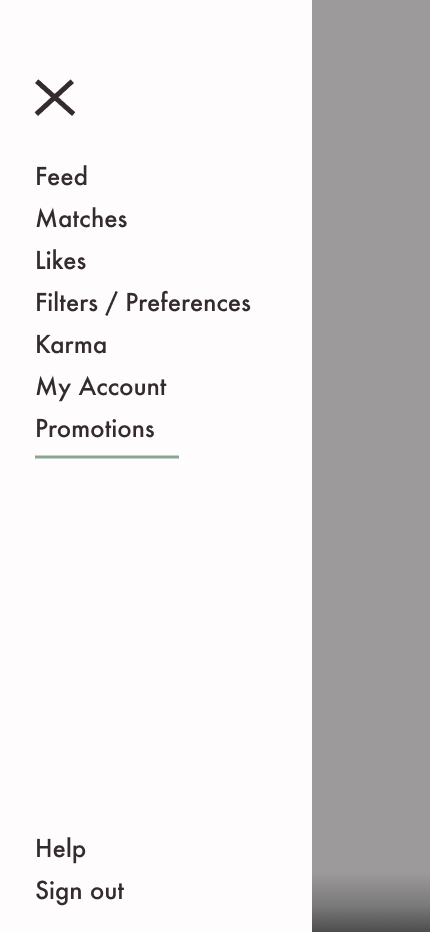 Feed
Matches
Likes
Filters / Preferences
Karma
My Account
Promotions
Help
Sign out